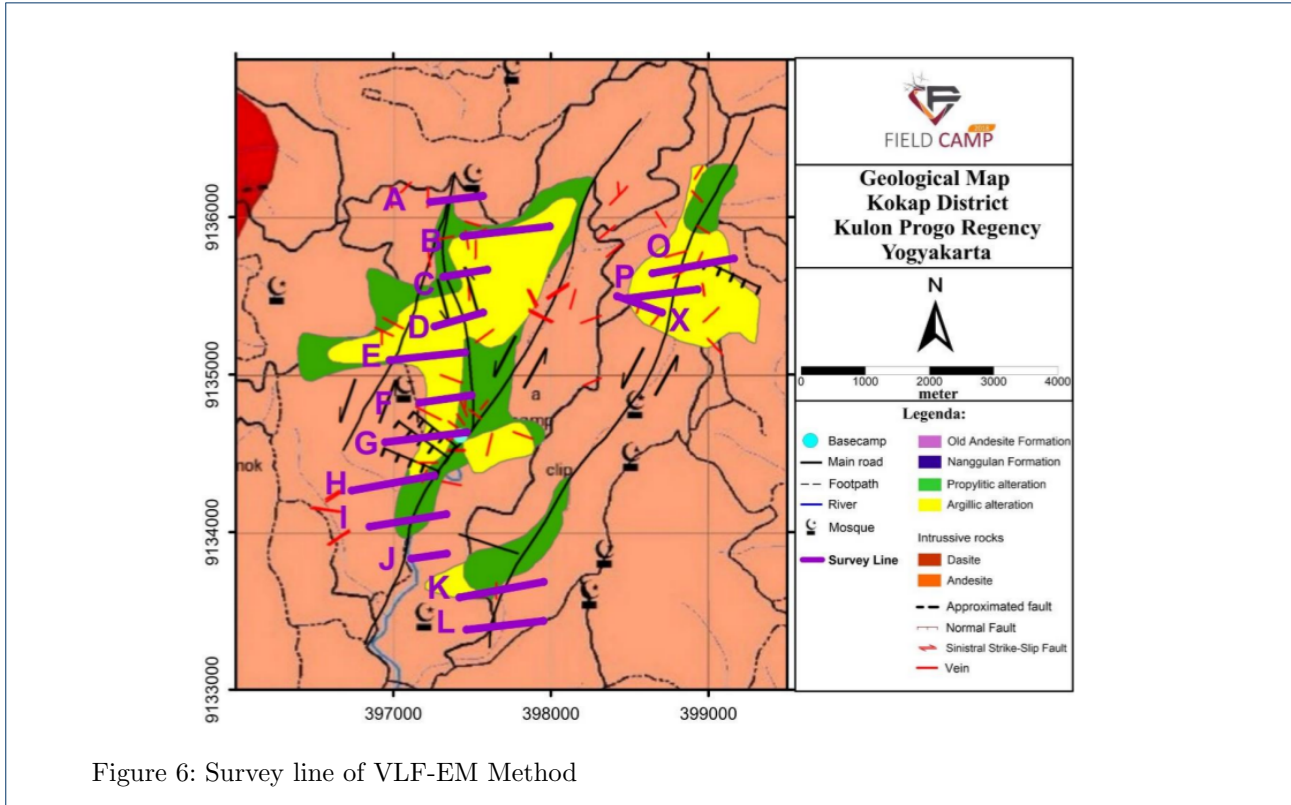 A
B
C
D
E
F
G
H
I
J
K
L
O
P
X
a
clip
nok
9136000
9135000
9134000
9133000
397000
398000
399000
FIELD CAMP
Geological Map
Kokap District
Kulon Progo Regency
Yogyakarta
N
0 1000 2000 3000 4000
meter
Legenda:
Basecamp
Main road
Footpath
River
Mosque
Survey Line
Old Andesite Formation
Nanggulan Formation
Propylitic alteration
Argillic alteration
Intrussive rocks
Dasite
Andesite
Approximated fault
Normal Fault
Sinistral Strike-Slip Fault
Vein
Figure 6: Survey line of VLF-EM Method